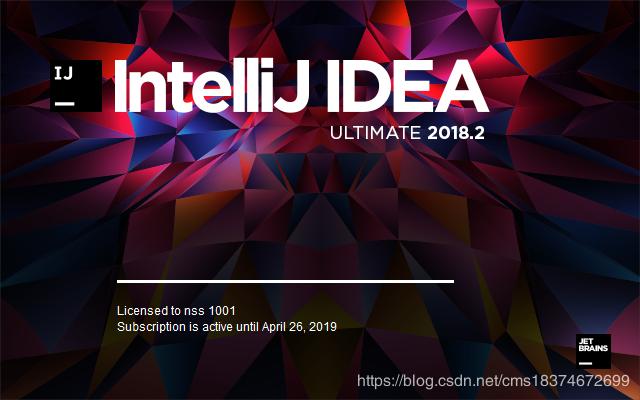 IJ
IntelliJ IDEA
ULTIMATE 2018.2
Licensed to nss 1001
Subscription is active until April 26, 2019
JET
BRAINS
https://blog.csdn.net/cms18374672699